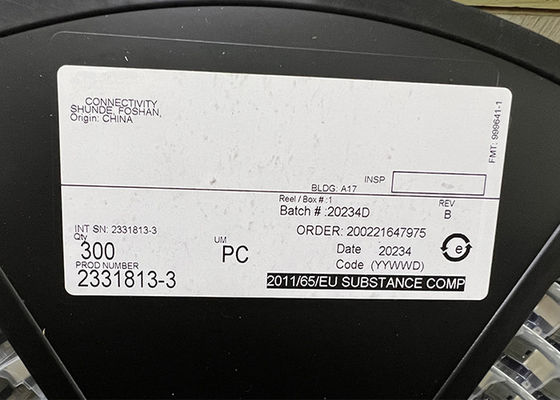 CONNECTIVITY
SHUNDE, FOSHAN,
Origin: CHINA
FMT: 999641-1
INSP
BLDG: A17
Reel / Box # :1
Batch # :20234D
REV
B
INT SN: 2331813-3
ORDER: 200221647975
Qty
300
UM
PC
Date 20234
Code (YYWWD)
e
PROD NUMBER
2331813-3
2011/65/EU SUBSTANCE COMP